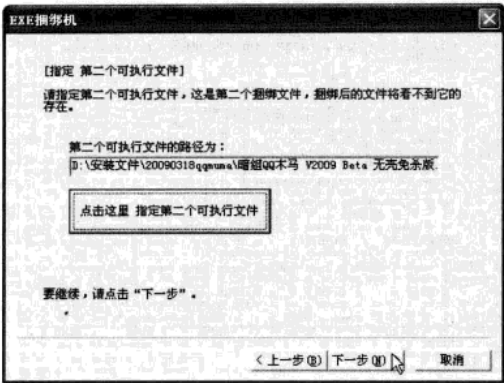 EXE捆绑机
[指定 第二个可执行文件]
请指定第二个可执行文件，这是第二个捆绑文件，捆绑后的文件将看不到它的
存在。
第二个可执行文件的路径为：
D:\安装文件\20090318qqmuma\暗组QQ木马 V2009 Beta 无壳免杀版
点击这里 指定第二个可执行文件
要继续，请点击“下一步”。
<上一步(B) 下一步(N) 取消